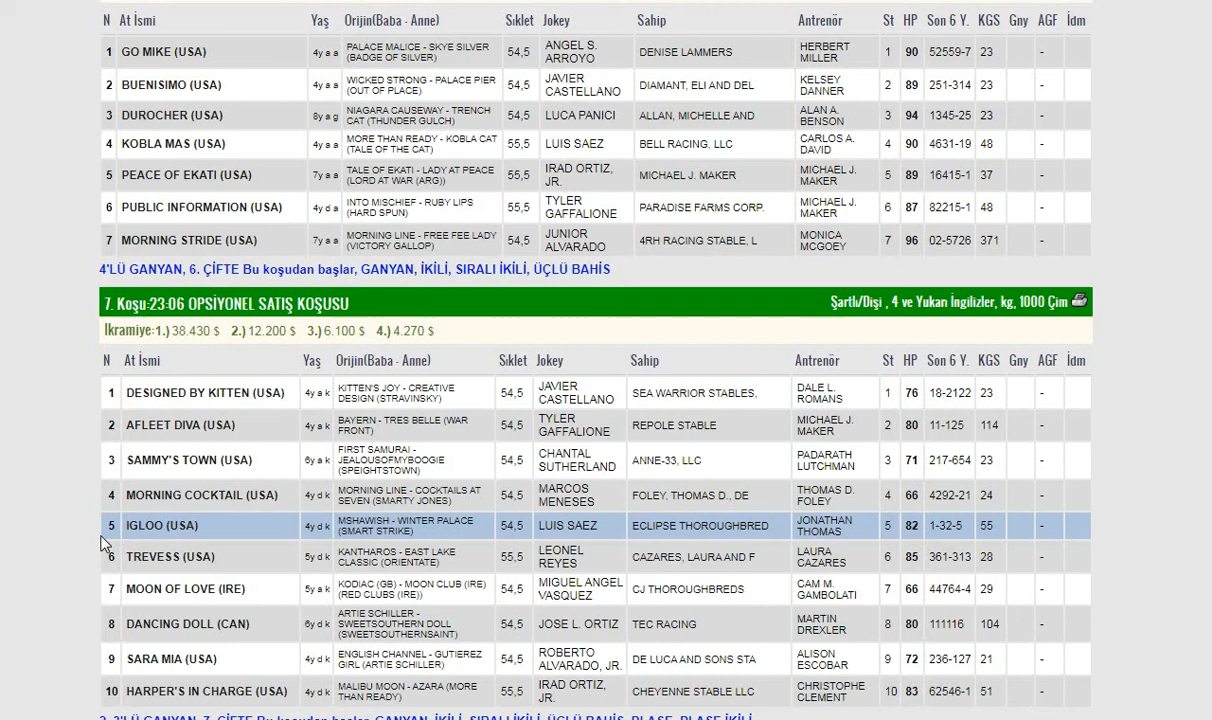 N At İsmi Yaş Orijin(Baba - Anne) Sıklet Jokey Sahip Antrenör St HP Son 6 Y. KGS Gny AGF İdm
1 GO MIKE (USA) 4y a a PALACE MALICE - SKYE SILVER (BADGE OF SILVER) 54,5 ANGEL S. ARROYO DENISE LAMMERS HERBERT MILLER 1 90 52559-7 23 -
2 BUENISIMO (USA) 4y a a WICKED STRONG - PALACE PIER (OUT OF PLACE) 54,5 JAVIER CASTELLANO DIAMANT, ELI AND DEL KELSEY DANNER 2 89 251-314 23 -
3 DUROCHER (USA) 8y a g NIAGARA CAUSEWAY - TRENCH CAT (THUNDER GULCH) 54,5 LUCA PANICI ALLAN, MICHELLE AND ALAN A. BENSON 3 94 1345-25 23 -
4 KOBLA MAS (USA) 4y a a MORE THAN READY - KOBLA CAT (TALE OF THE CAT) 55,5 LUIS SAEZ BELL RACING, LLC CARLOS A. DAVID 4 90 4631-19 48 -
5 PEACE OF EKATI (USA) 7y a a TALE OF EKATI - LADY AT PEACE (LORD AT WAR (ARG)) 55,5 IRAD ORTIZ, JR. MICHAEL J. MAKER MICHAEL J. MAKER 5 89 16415-1 37 -
6 PUBLIC INFORMATION (USA) 4y d a INTO MISCHIEF - RUBY LIPS (HARD SPUN) 55,5 TYLER GAFFALIONE PARADISE FARMS CORP. MICHAEL J. MAKER 6 87 82215-1 48 -
7 MORNING STRIDE (USA) 7y a a MORNING LINE - FREE FEE LADY (VICTORY GALLOP) 54,5 JUNIOR ALVARADO 4RH RACING STABLE, L MONICA MCGOEY 7 96 02-5726 371 -
4'LÜ GANYAN, 6. ÇİFTE Bu koşudan başlar, GANYAN, İKİLİ, SIRALI İKİLİ, ÜÇLÜ BAHİS
7. Koşu:23:06 OPSİYONEL SATIŞ KOŞUSU Şartlı/Dişi , 4 ve Yukarı İngilizler, kg, 1000 Çim
İkramiye:1.) 38.430 $ 2.) 12.200 $ 3.) 6.100 $ 4.) 4.270 $
N At İsmi Yaş Orijin(Baba - Anne) Sıklet Jokey Sahip Antrenör St HP Son 6 Y. KGS Gny AGF İdm
1 DESIGNED BY KITTEN (USA) 4y a k KITTEN'S JOY - CREATIVE DESIGN (STRAVINSKY) 54,5 JAVIER CASTELLANO SEA WARRIOR STABLES, DALE L. ROMANS 1 76 18-2122 23 -
2 AFLEET DIVA (USA) 4y a k BAYERN - TRES BELLE (WAR FRONT) 54,5 TYLER GAFFALIONE REPOLE STABLE MICHAEL J. MAKER 2 80 11-125 114 -
3 SAMMY'S TOWN (USA) 6y a k FIRST SAMURAI - JEALOUSOFMYBOOGIE (SPEIGHTSTOWN) 54,5 CHANTAL SUTHERLAND ANNE-33, LLC PADARATH LUTCHMAN 3 71 217-654 23 -
4 MORNING COCKTAIL (USA) 4y d k MORNING LINE - COCKTAILS AT SEVEN (SMARTY JONES) 54,5 MARCOS MENESES FOLEY, THOMAS D., DE THOMAS D. FOLEY 4 66 4292-21 24 -
5 IGLOO (USA) 4y d k MSHAWISH - WINTER PALACE (SMART STRIKE) 54,5 LUIS SAEZ ECLIPSE THOROUGHBRED JONATHAN THOMAS 5 82 1-32-5 55 -
6 TREVESS (USA) 5y d k KANTHAROS - EAST LAKE CLASSIC (ORIENTATE) 55,5 LEONEL REYES CAZARES, LAURA AND F LAURA CAZARES 6 85 361-313 28 -
7 MOON OF LOVE (IRE) 5y a k KODIAC (GB) - MOON CLUB (IRE) (RED CLUBS (IRE)) 54,5 MIGUEL ANGEL VASQUEZ CJ THOROUGHBREDS CAM M. GAMBOLATI 7 66 44764-4 29 -
8 DANCING DOLL (CAN) 6y d k ARTIE SCHILLER - SWEETSOUTHERN DOLL (SWEETSOUTHERNSAINT) 54,5 JOSE L. ORTIZ TEC RACING MARTIN DREXLER 8 80 111116 104 -
9 SARA MIA (USA) 4y d k ENGLISH CHANNEL - GUTIEREZ GIRL (ARTIE SCHILLER) 54,5 ROBERTO ALVARADO, JR. DE LUCA AND SONS STA ALISON ESCOBAR 9 72 236-127 21 -
10 HARPER'S IN CHARGE (USA) 4y d k MALIBU MOON - AZARA (MORE THAN READY) 55,5 IRAD ORTIZ, JR. CHEYENNE STABLE LLC CHRISTOPHE CLEMENT 10 83 62546-1 51 -
2. 3'LÜ GANYAN, 7. ÇİFTE Bu koşudan başlar, GANYAN, İKİLİ, SIRALI İKİLİ, ÜÇLÜ BAHİS, PLASE, PLASE İKİLİ